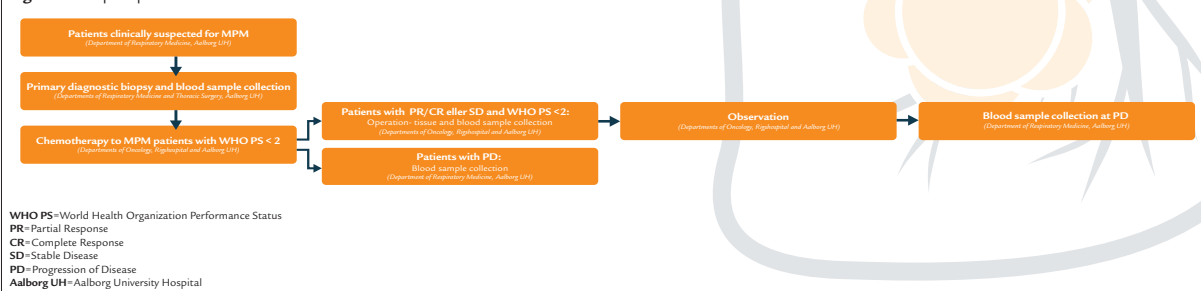 Patients clinically suspected for MPM
(Department of Respiratory Medicine, Aalborg UH)
Primary diagnostic biopsy and blood sample collection
(Departments of Respiratory Medicine and Thoracic Surgery, Aalborg UH)
Chemotherapy to MPM patients with WHO PS < 2
(Departments of Oncology, Rigshospital and Aalborg UH)
Patients with PR/CR eller SD and WHO PS <2:
Operation- tissue and blood sample collection
(Departments of Oncology, Rigshospital and Aalborg UH)
Patients with PD:
Blood sample collection
(Department of Respiratory Medicine, Aalborg UH)
Observation
(Departments of Oncology, Rigshospital and Aalborg UH)
Blood sample collection at PD
(Department of Respiratory Medicine, Aalborg UH)
WHO PS=World Health Organization Performance Status
PR=Partial Response
CR=Complete Response
SD=Stable Disease
PD=Progression of Disease
Aalborg UH=Aalborg University Hospital